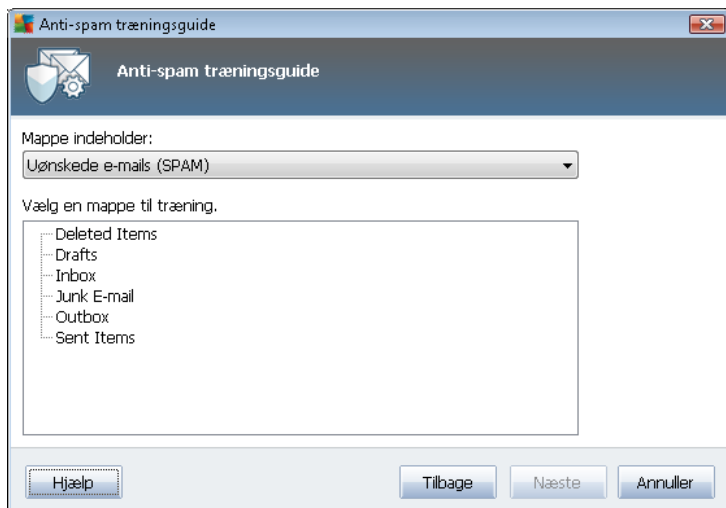 Anti-spam træningsguide
Anti-spam træningsguide
Mappe indeholder:
Uønskede e-mails (SPAM)
Vælg en mappe til træning.
Deleted Items
Drafts
Inbox
Junk E-mail
Outbox
Sent Items
Hjælp
Tilbage
Næste
Annuller